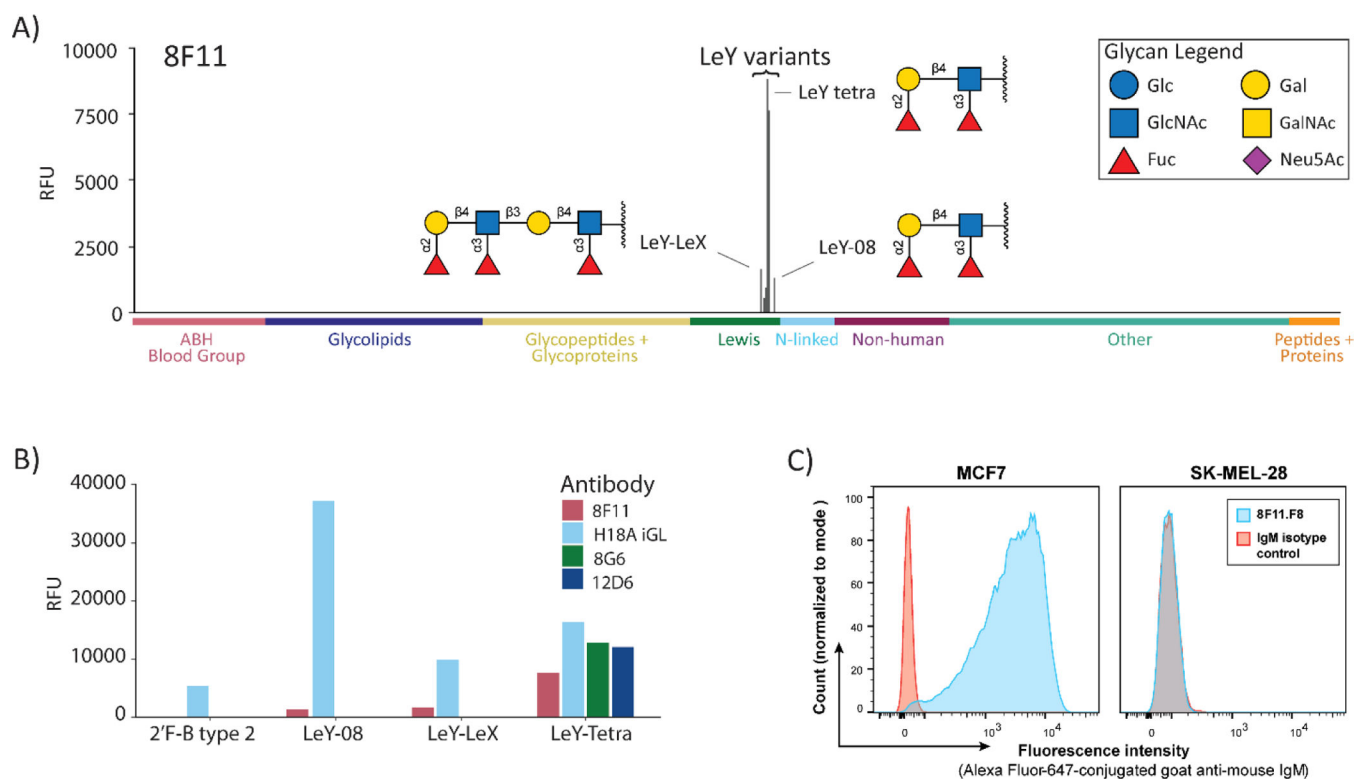 A)
8F11
10000
7500
5000
2500
0
RFU
LeY variants
LeY tetra
β4
α2
α3
LeY-LeX
β4
β3
β4
α2
α3
α3
LeY-08
β4
α2
α3
Glycan Legend
Glc
Gal
GlcNAc
GalNAc
Fuc
Neu5Ac
ABH
Blood Group
Glycolipids
Glycopeptides +
Glycoproteins
Lewis
N-linked
Non-human
Other
Peptides +
Proteins
B)
40000
30000
20000
10000
0
RFU
Antibody
8F11
H18A iGL
8G6
12D6
2'F-B type 2
LeY-08
LeY-LeX
LeY-Tetra
C)
MCF7
SK-MEL-28
Count (normalized to mode )
100
80
60
40
20
0
0
10³
10⁴
8F11.F8
IgM isotype
control
0
10³
10⁴
Fluorescence intensity
(Alexa Fluor-647-conjugated goat anti-mouse IgM)